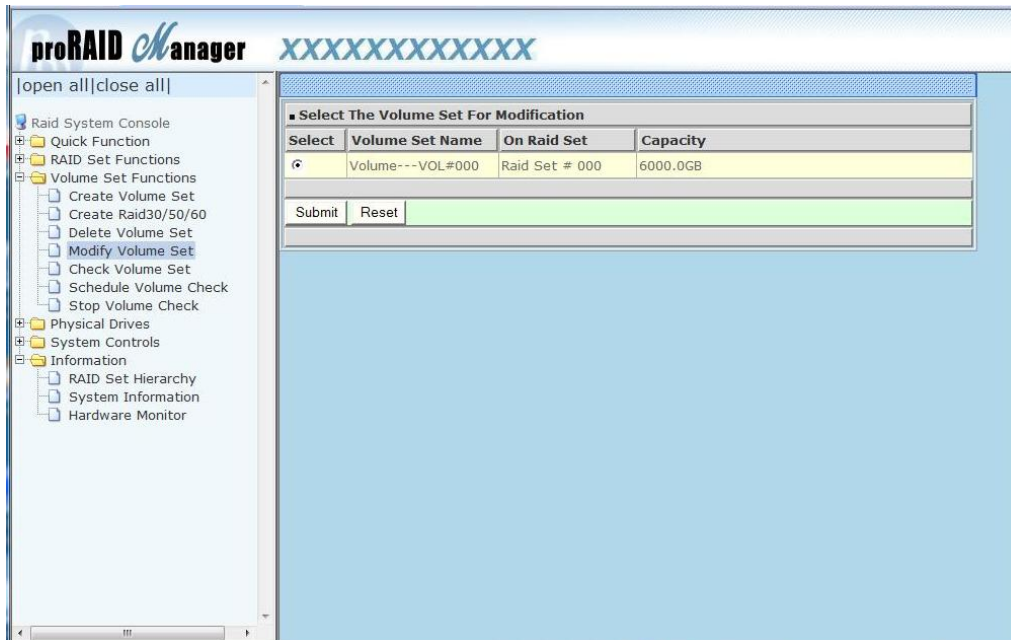 proRAID Manager
XXXXXXXXXXXX
|open all|close all|
Raid System Console
Quick Function
RAID Set Functions
Volume Set Functions
Create Volume Set
Create Raid30/50/60
Delete Volume Set
Modify Volume Set
Check Volume Set
Schedule Volume Check
Stop Volume Check
Physical Drives
System Controls
Information
RAID Set Hierarchy
System Information
Hardware Monitor
Select The Volume Set For Modification
Select Volume Set Name On Raid Set Capacity
Volume---VOL#000 Raid Set # 000 6000.0GB
Submit Reset